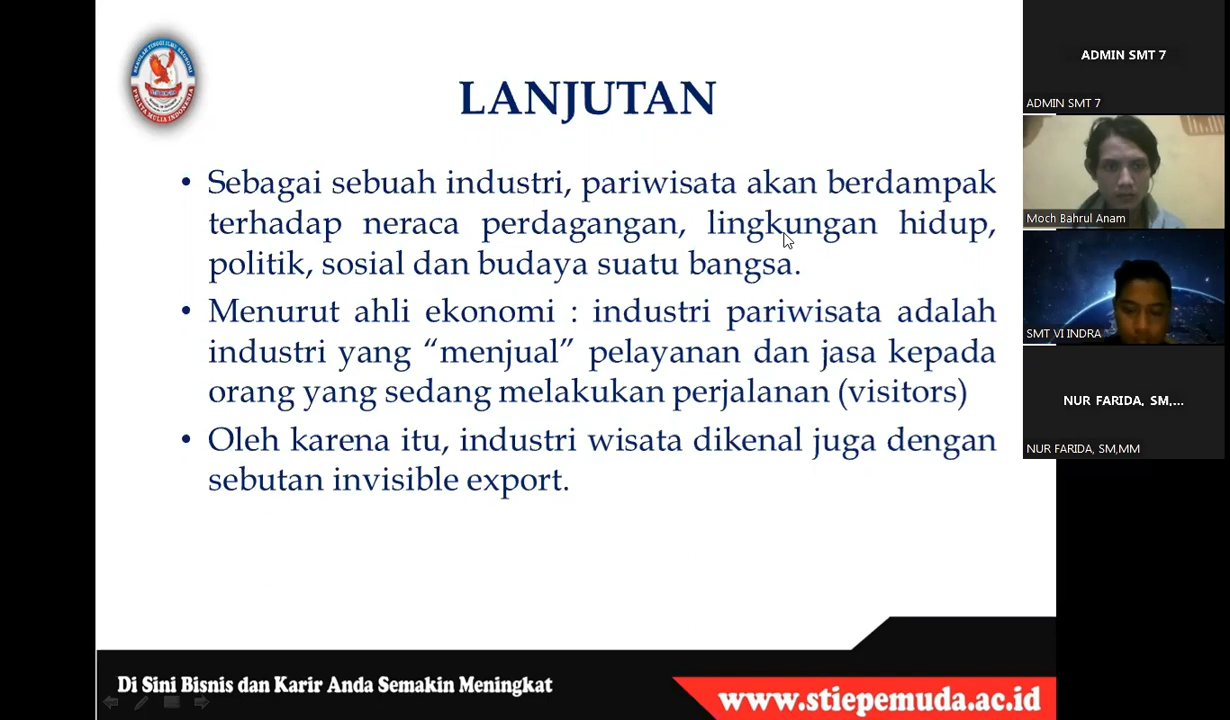 LANJUTAN
• Sebagai sebuah industri, pariwisata akan berdampak
terhadap neraca perdagangan, lingkungan hidup,
politik, sosial dan budaya suatu bangsa.
• Menurut ahli ekonomi : industri pariwisata adalah
industri yang “menjual” pelayanan dan jasa kepada
orang yang sedang melakukan perjalanan (visitors)
• Oleh karena itu, industri wisata dikenal juga dengan
sebutan invisible export.
Di Sini Bisnis dan Karir Anda Semakin Meningkat
www.stiepemuda.ac.id
ADMIN SMT 7
ADMIN SMT 7
Moch Bahrul Anam
SMT VI INDRA
NUR FARIDA, SM,...
NUR FARIDA, SM,MM